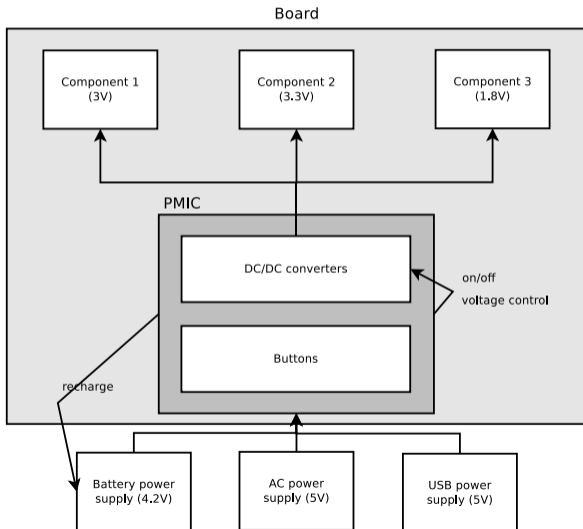 Board
Component 1
(3V)
Component 2
(3.3V)
Component 3
(1.8V)
PMIC
DC/DC converters
on/off
voltage control
Buttons
recharge
Battery power
supply (4.2V)
AC power
supply (5V)
USB power
supply (5V)